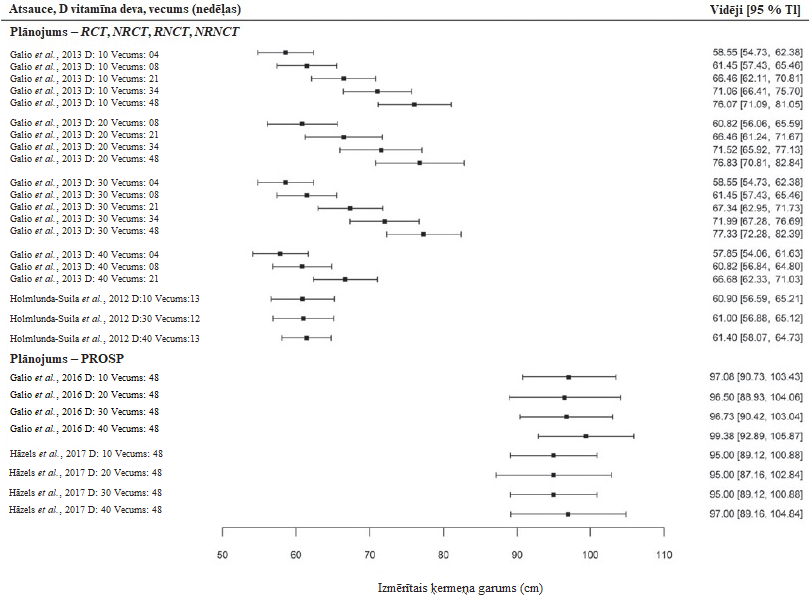 Atsauce, D vitamīna deva, vecums (nedēļas) Vidēji [95 % TI]
Plānojums – RCT, NRCT, RNCT, NRNCT
Galio et al., 2013 D: 10 Vecums: 04 58.55 [54.73, 62.38]
Galio et al., 2013 D: 10 Vecums: 08 61.45 [57.43, 65.46]
Galio et al., 2013 D: 10 Vecums: 21 66.46 [62.11, 70.81]
Galio et al., 2013 D: 10 Vecums: 34 71.06 [66.41, 75.70]
Galio et al., 2013 D: 10 Vecums: 48 76.07 [71.09, 81.05]
Galio et al., 2013 D: 20 Vecums: 08 60.82 [56.06, 65.59]
Galio et al., 2013 D: 20 Vecums: 21 66.46 [61.24, 71.67]
Galio et al., 2013 D: 20 Vecums: 34 71.52 [65.92, 77.13]
Galio et al., 2013 D: 20 Vecums: 48 76.83 [70.81, 82.84]
Galio et al., 2013 D: 30 Vecums: 04 58.55 [54.73, 62.38]
Galio et al., 2013 D: 30 Vecums: 08 61.45 [57.43, 65.46]
Galio et al., 2013 D: 30 Vecums: 21 67.34 [62.95, 71.73]
Galio et al., 2013 D: 30 Vecums: 34 71.99 [67.28, 76.69]
Galio et al., 2013 D: 30 Vecums: 48 77.33 [72.28, 82.39]
Galio et al., 2013 D: 40 Vecums: 04 57.85 [54.06, 61.63]
Galio et al., 2013 D: 40 Vecums: 08 60.82 [56.84, 64.80]
Galio et al., 2013 D: 40 Vecums: 21 66.68 [62.33, 71.03]
Holmlunda-Suila et al., 2012 D:10 Vecums:13 60.90 [56.59, 65.21]
Holmlunda-Suila et al., 2012 D:30 Vecums:12 61.00 [56.88, 65.12]
Holmlunda-Suila et al., 2012 D:40 Vecums:13 61.40 [58.07, 64.73]
Plānojums – PROSP
Galio et al., 2016 D: 10 Vecums: 48 97.08 [90.73, 103.43]
Galio et al., 2016 D: 20 Vecums: 48 96.50 [88.93, 104.06]
Galio et al., 2016 D: 30 Vecums: 48 96.73 [90.42, 103.04]
Galio et al., 2016 D: 40 Vecums: 48 99.38 [92.89, 105.87]
Hāzels et al., 2017 D: 10 Vecums: 48 95.00 [89.12, 100.88]
Hāzels et al., 2017 D: 20 Vecums: 48 95.00 [87.16, 102.84]
Hāzels et al., 2017 D: 30 Vecums: 48 95.00 [89.12, 100.88]
Hāzels et al., 2017 D: 40 Vecums: 48 97.00 [89.16, 104.84]
50 60 70 80 90 100 110
Izmērītais ķermeņa garums (cm)